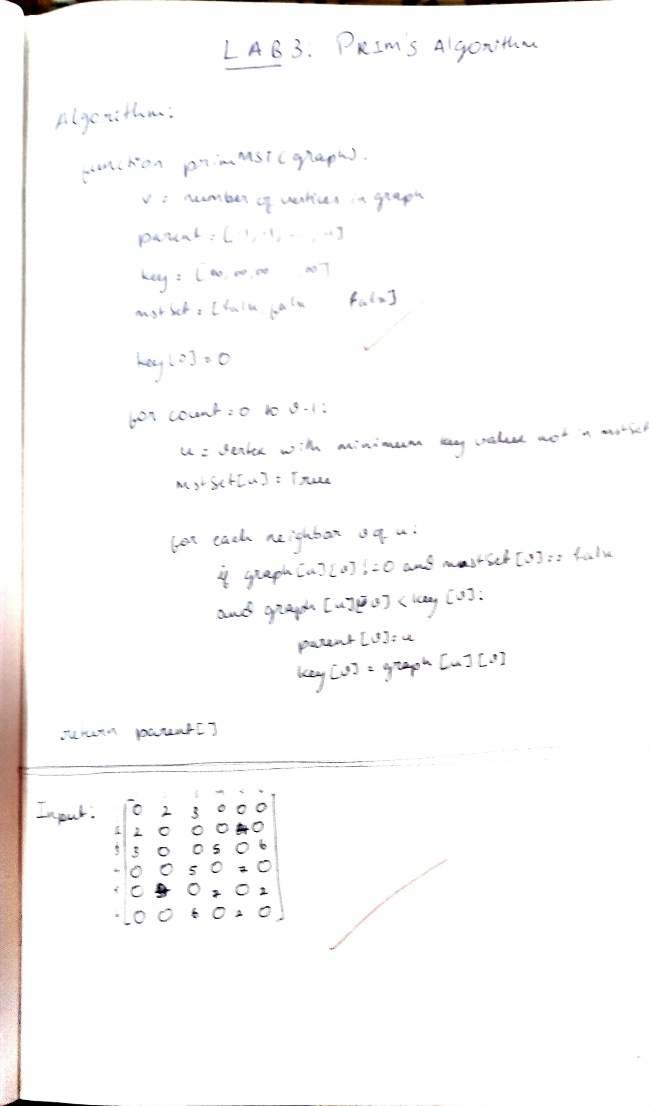 LAB 3: PRIM'S Algorithm
Algorithm:
function primMST(graph).
v = number of vertices in graph
parent = [-1, -1, ..., -1]
key = [∞, ∞, ∞ ∞]
mstSet = [false, false false]
key[0] = 0
for count = 0 to v-1:
u = vertex with minimum key value not in mstSet
mstSet[u] = True
for each neighbor v of u:
if graph[u][v] != 0 and mstSet[v] == false
and graph [u][v] < key [v]:
parent [v] = u
key[v] = graph [u][v]
return parent[]
Input:
0 2 3 0 0 0
2 0 0 0 0
3 0 0 5 0 6
0 0 5 0 2 0
0 0 2 0 2
0 0 6 0 2 0